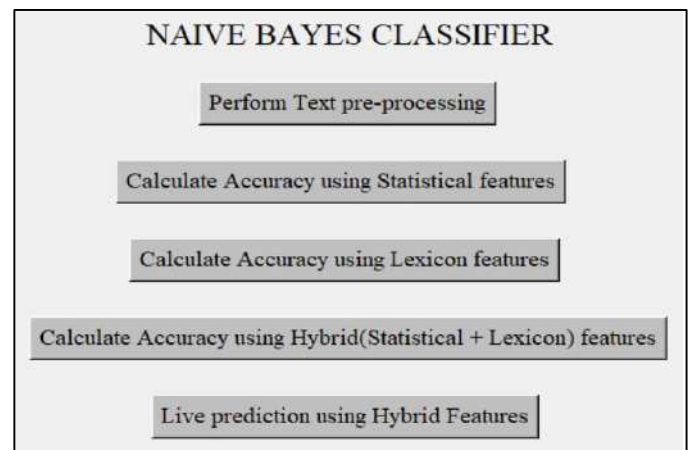 NAIVE BAYES CLASSIFIER
Perform Text pre-processing
Calculate Accuracy using Statistical features
Calculate Accuracy using Lexicon features
Calculate Accuracy using Hybrid(Statistical + Lexicon) features
Live prediction using Hybrid Features